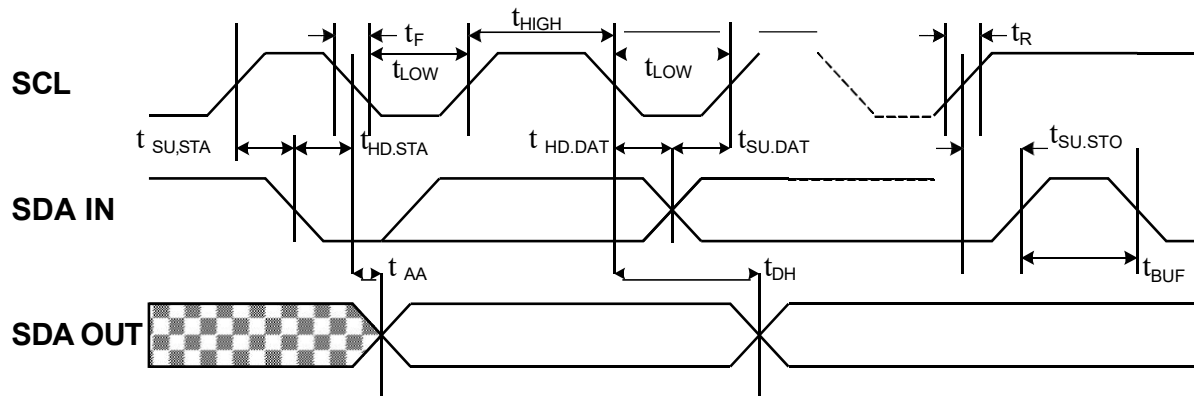 tHIGH
tF
tR
tLOW
tLOW
SCL
t SU,STA
tHD.STA
t HD.DAT
tSU.DAT
tSU.STO
SDA IN
t AA
tDH
tBUF
SDA OUT